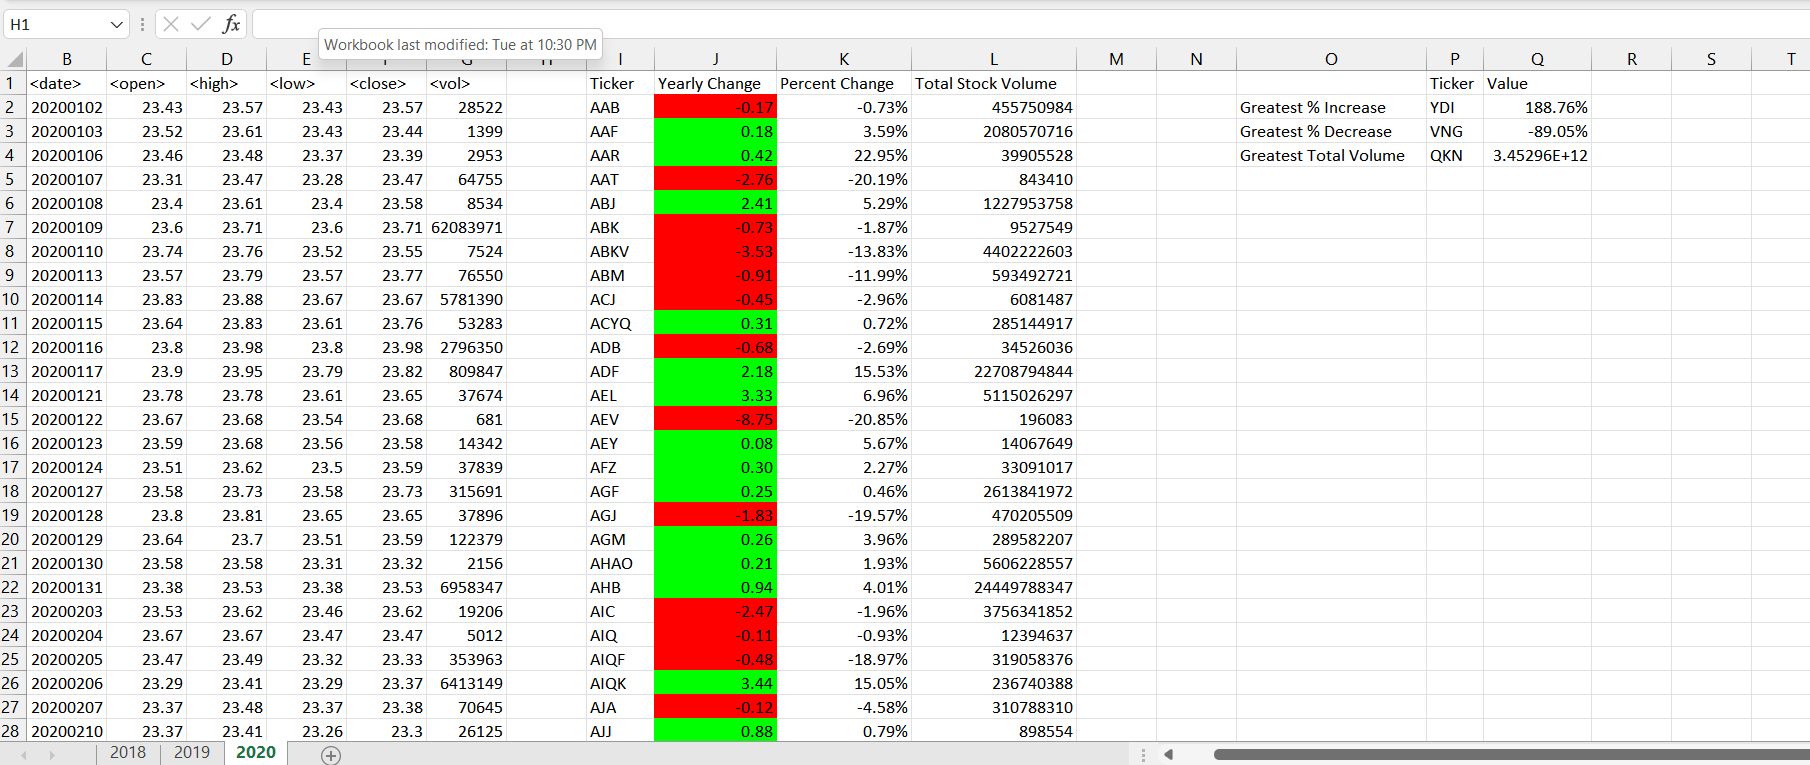 H1 fx
Workbook last modified: Tue at 10:30 PM
B C D E I J K L M N O P Q R S T
1 <date> <open> <high> <low> <close> <vol> Ticker Yearly Change Percent Change Total Stock Volume Ticker Value
2 20200102 23.43 23.57 23.43 23.57 28522 AAB -0.17 -0.73% 455750984 Greatest % Increase YDI 188.76%
3 20200103 23.52 23.61 23.43 23.44 1399 AAF 0.18 3.59% 2080570716 Greatest % Decrease VNG -89.05%
4 20200106 23.46 23.48 23.37 23.39 2953 AAR 0.42 22.95% 39905528 Greatest Total Volume QKN 3.45296E+12
5 20200107 23.31 23.47 23.28 23.47 64755 AAT -2.76 -20.19% 843410
6 20200108 23.4 23.61 23.4 23.58 8534 ABJ 2.41 5.29% 1227953758
7 20200109 23.6 23.71 23.6 23.71 62083971 ABK -0.73 -1.87% 9527549
8 20200110 23.74 23.76 23.52 23.55 7524 ABKV -3.53 -13.83% 4402222603
9 20200113 23.57 23.79 23.57 23.77 76550 ABM -0.91 -11.99% 593492721
10 20200114 23.83 23.88 23.67 23.67 5781390 ACJ -0.45 -2.96% 6081487
11 20200115 23.64 23.83 23.61 23.76 53283 ACYQ 0.31 0.72% 285144917
12 20200116 23.8 23.98 23.8 23.98 2796350 ADB -0.68 -2.69% 34526036
13 20200117 23.9 23.95 23.79 23.82 809847 ADF 2.18 15.53% 22708794844
14 20200121 23.78 23.78 23.61 23.65 37674 AEL 3.33 6.96% 5115026297
15 20200122 23.67 23.68 23.54 23.68 681 AEV -8.75 -20.85% 196083
16 20200123 23.59 23.68 23.56 23.58 14342 AEY 0.08 5.67% 14067649
17 20200124 23.51 23.62 23.5 23.59 37839 AFZ 0.30 2.27% 33091017
18 20200127 23.58 23.73 23.58 23.73 315691 AGF 0.25 0.46% 2613841972
19 20200128 23.8 23.81 23.65 23.65 37896 AGJ -1.83 -19.57% 470205509
20 20200129 23.64 23.7 23.51 23.59 122379 AGM 0.26 3.96% 289582207
21 20200130 23.58 23.58 23.31 23.32 2156 AHAO 0.21 1.93% 5606228557
22 20200131 23.38 23.53 23.38 23.53 6958347 AHB 0.94 4.01% 24449788347
23 20200203 23.53 23.62 23.46 23.62 19206 AIC -2.47 -1.96% 3756341852
24 20200204 23.67 23.67 23.47 23.47 5012 AIQ -0.11 -0.93% 12394637
25 20200205 23.47 23.49 23.32 23.33 353963 AIQF -0.48 -18.97% 319058376
26 20200206 23.29 23.41 23.29 23.37 6413149 AIQK 3.44 15.05% 236740388
27 20200207 23.37 23.48 23.37 23.38 70645 AJA -0.12 -4.58% 310788310
28 20200210 23.37 23.41 23.26 23.3 26125 AJJ 0.88 0.79% 898554
2018 2019 2020